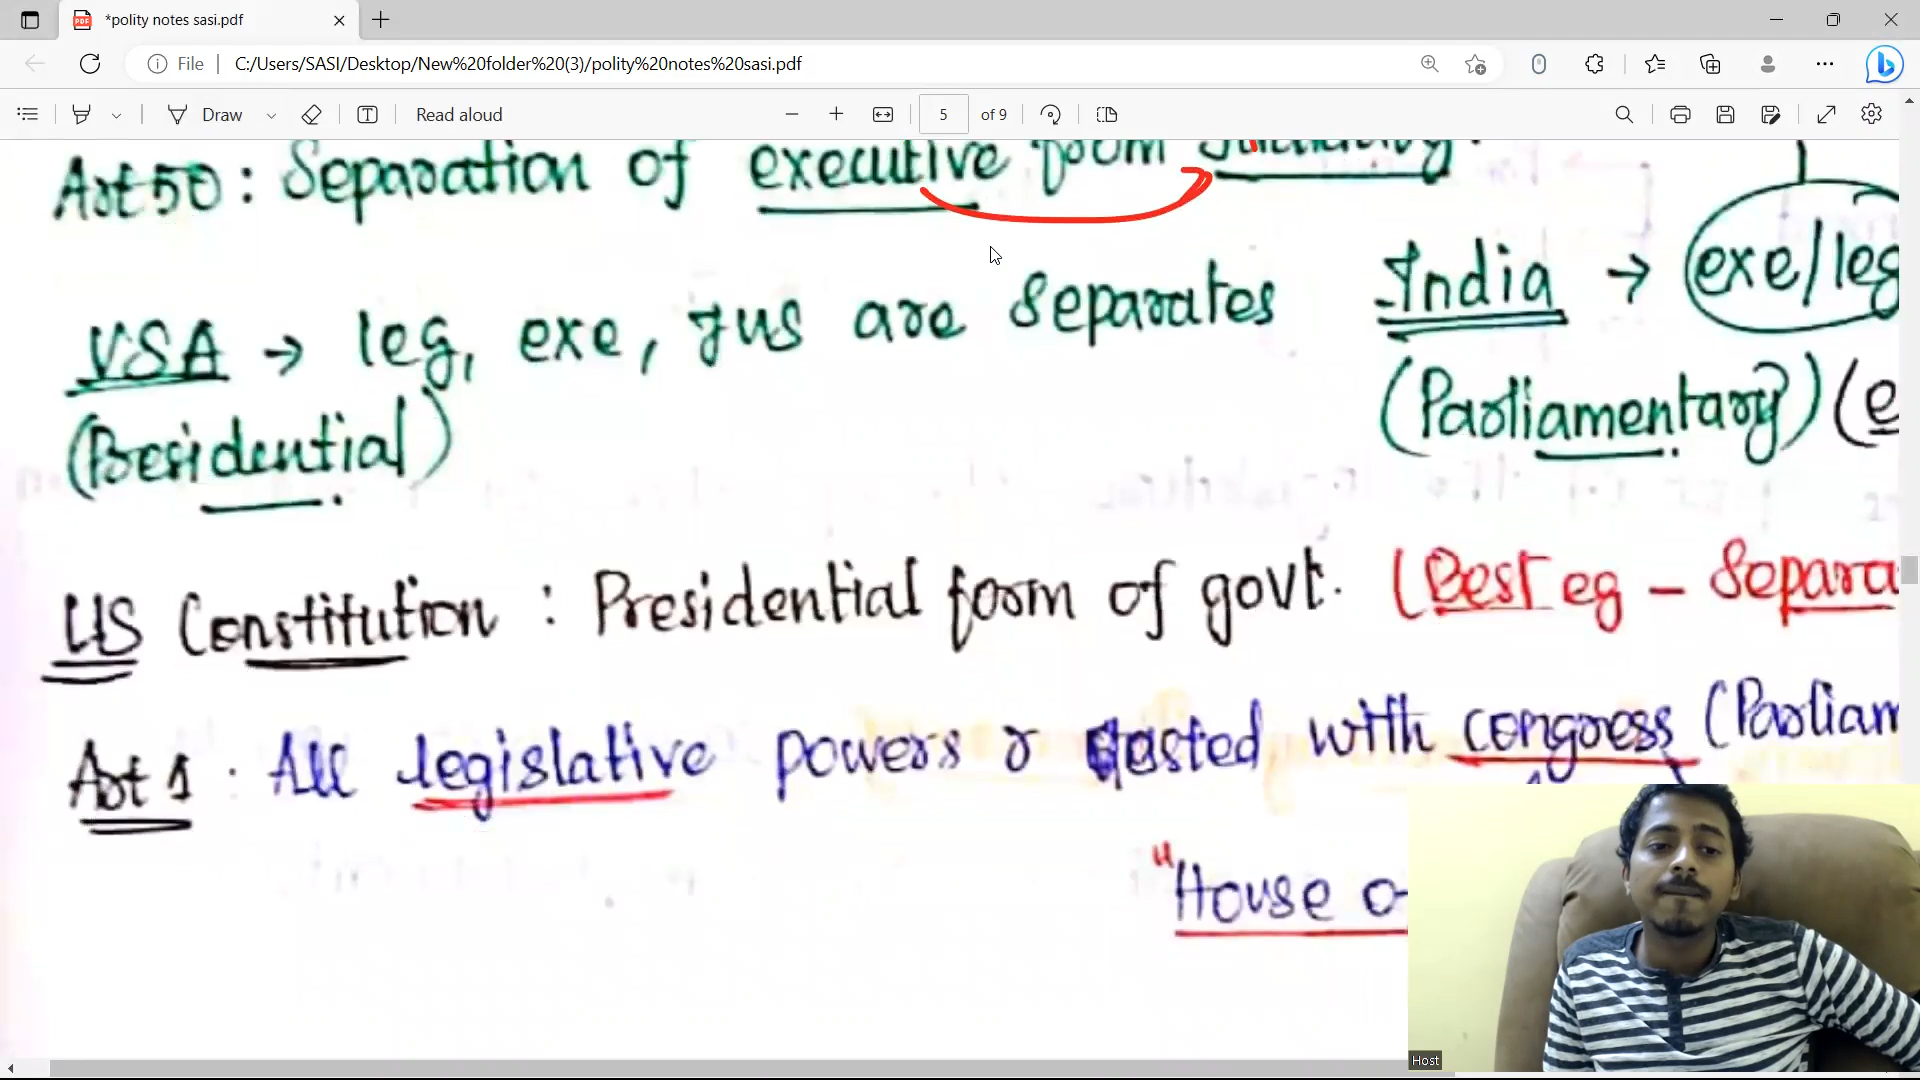 *polity notes sasi.pdf
File
C:/Users/SASI/Desktop/New%20folder%20(3)/polity%20notes%20sasi.pdf
Draw
Read aloud
5
of 9
Art 50 : Separation of executive from
USA → leg, exe, jus are separates
(Presidential)
India → exe/leg
(Parliamentary) (e
US Constitution : Presidential form of govt. (Best eg - Separa
Art 1 : All legislative powers r with congress (Parliam
"House o
Host